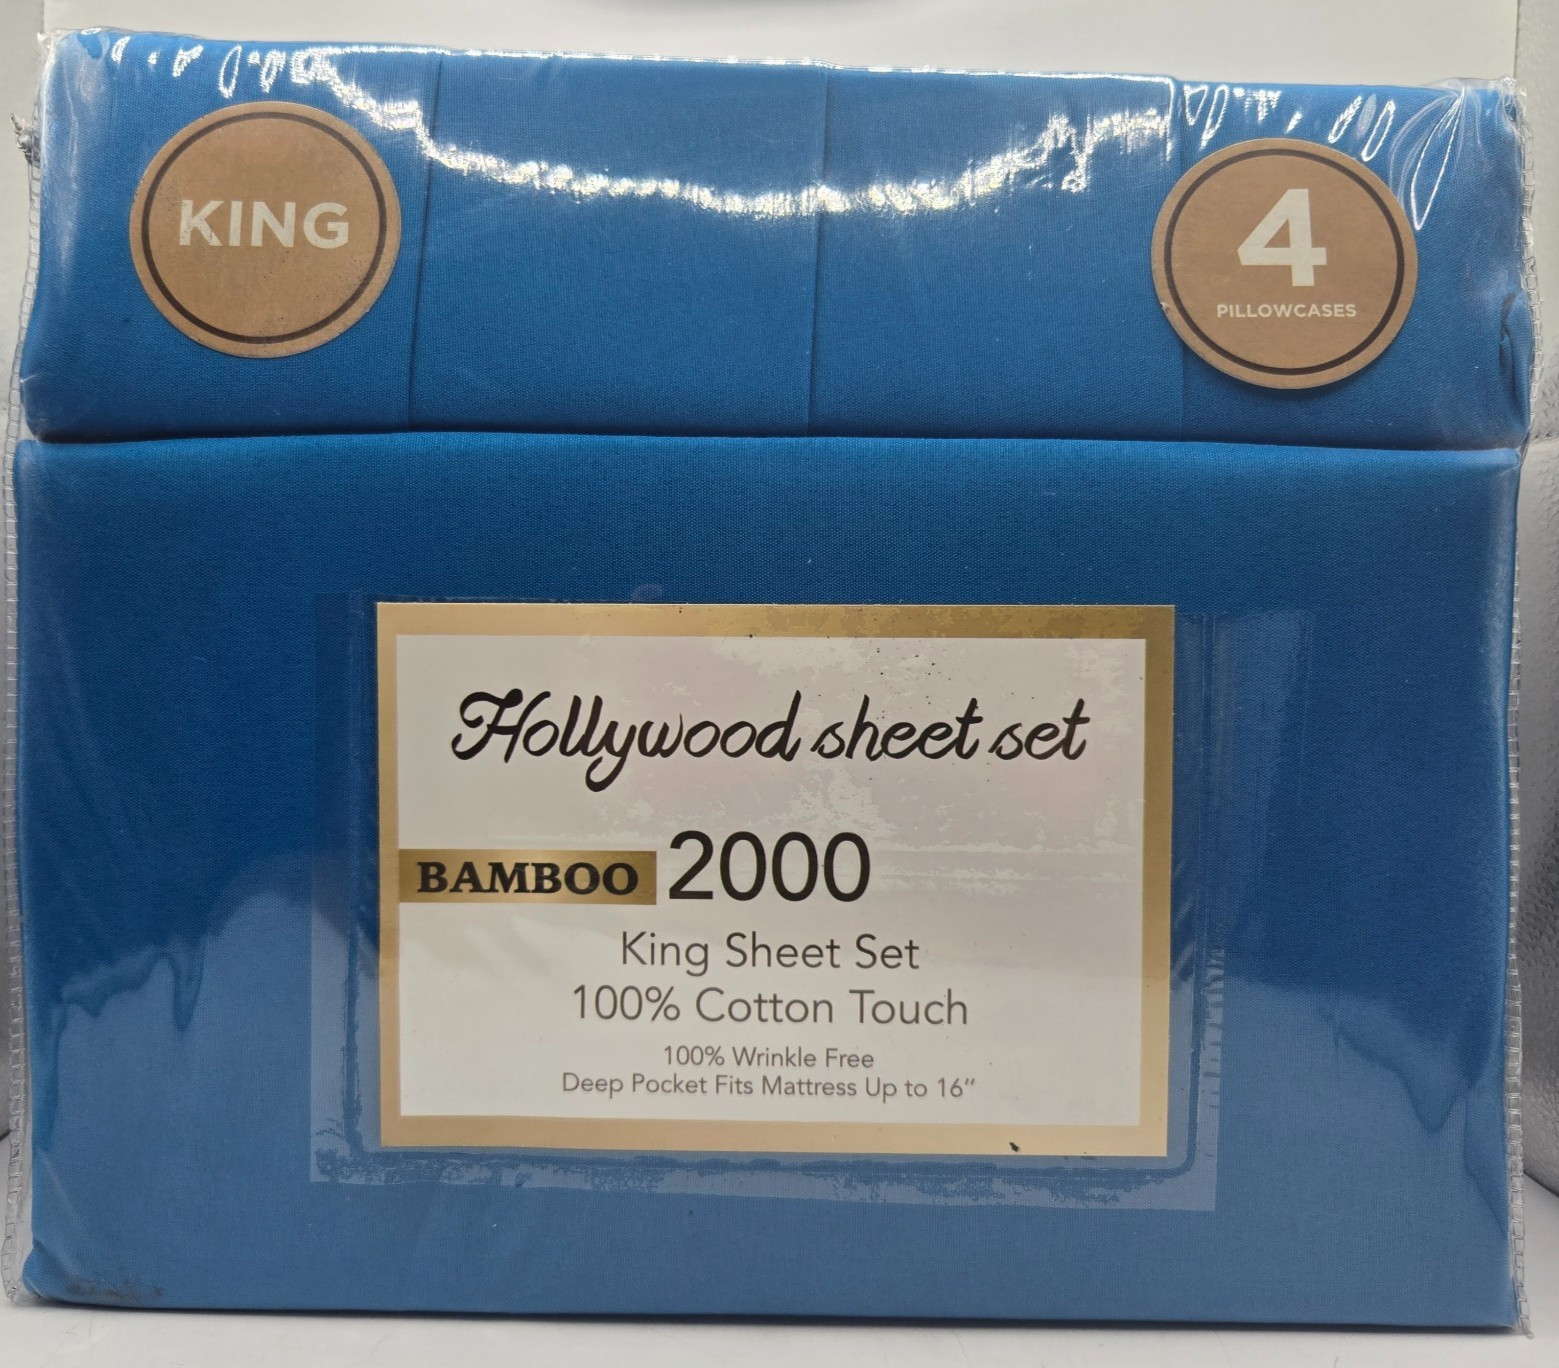 KING
4
PILLOWCASES
Hollywood sheet set
BAMBOO 2000
King Sheet Set
100% Cotton Touch
100% Wrinkle Free
Deep Pocket Fits Mattress Up to 16"